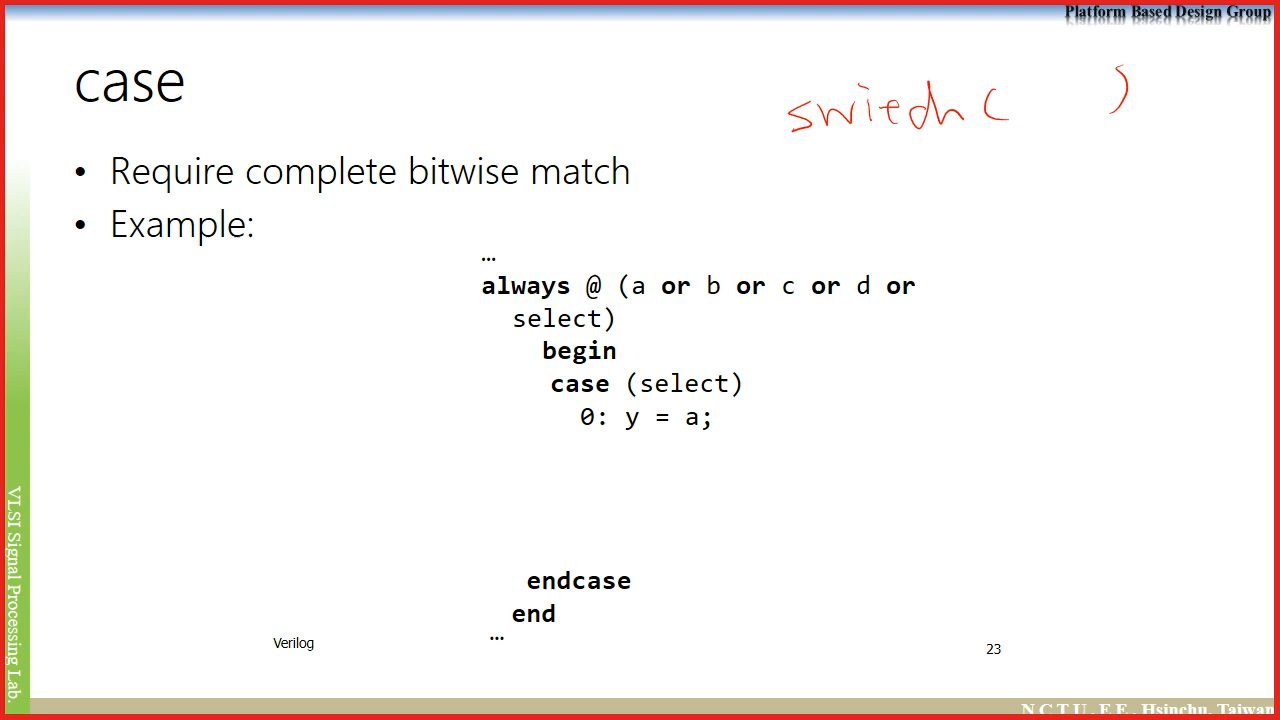 Platform Based Design Group
case
switch ( )
• Require complete bitwise match
• Example:
…
always @ (a or b or c or d or
select)
begin
case (select)
0: y = a;
endcase
end
…
Verilog
23
VLSI Signal Processing Lab.
N C T U . E E , Hsinchu, Taiwan